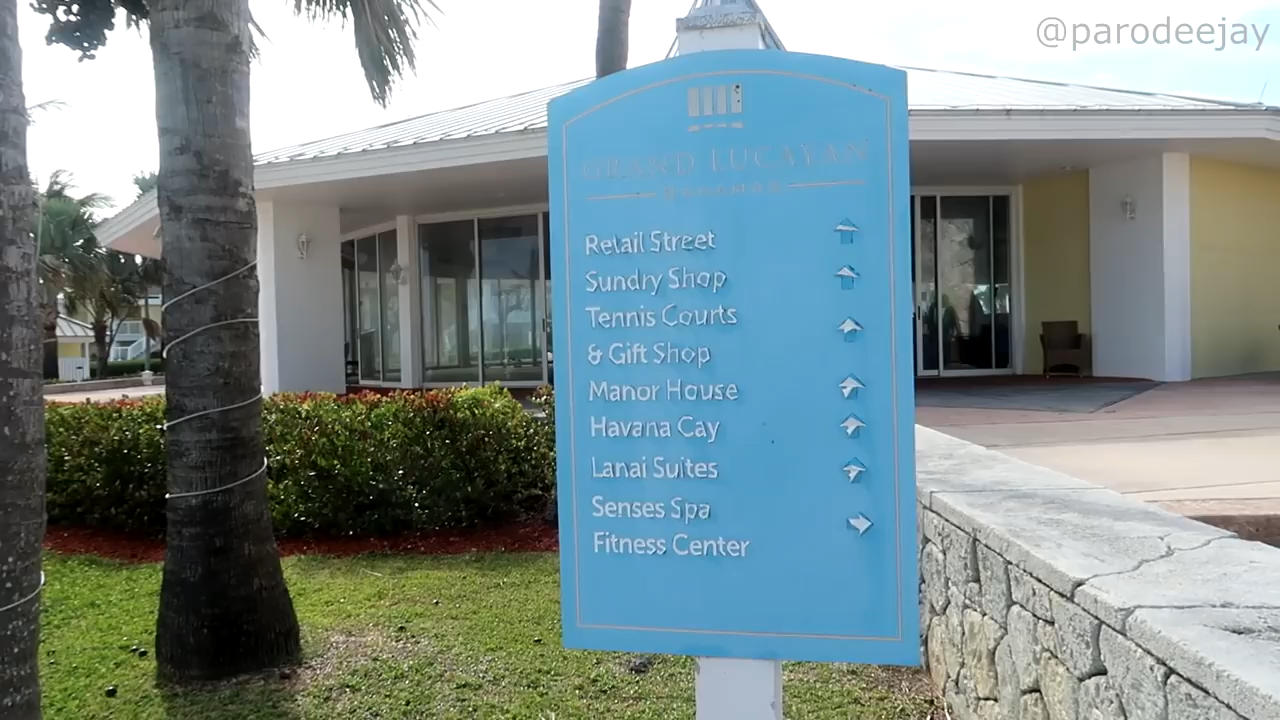 @parodeejay
GRAND LUCAYAN
BAHAMAS
Retail Street
Sundry Shop
Tennis Courts
& Gift Shop
Manor House
Havana Cay
Lanai Suites
Senses Spa
Fitness Center